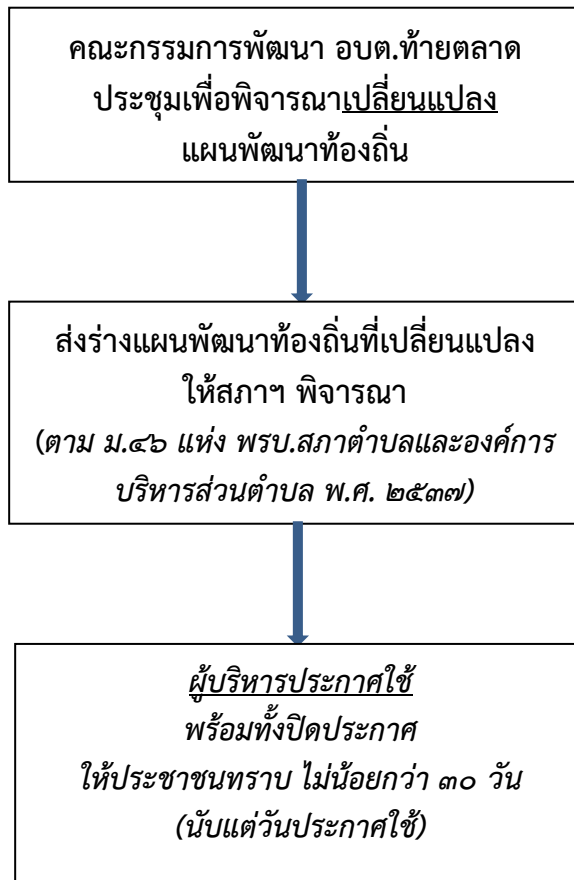 คณะกรรมการพัฒนา อบต.ท้ายตลาด
ประชุมเพื่อพิจารณาเปลี่ยนแปลง
แผนพัฒนาท้องถิ่น
ส่งร่างแผนพัฒนาท้องถิ่นที่เปลี่ยนแปลง
ให้สภาฯ พิจารณา
(ตาม ม.๔๖ แห่ง พรบ.สภาตำบลและองค์การ
บริหารส่วนตำบล พ.ศ. ๒๕๓๗)
ผู้บริหารประกาศใช้
พร้อมทั้งปิดประกาศ
ให้ประชาชนทราบ ไม่น้อยกว่า ๓๐ วัน
(นับแต่วันประกาศใช้)